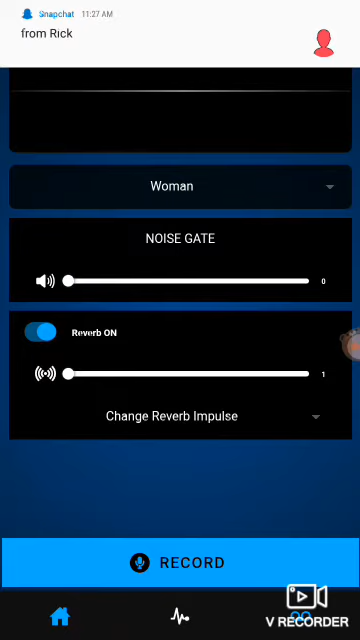 Snapchat 11:27 AM
from Rick
Woman
NOISE GATE
0
Reverb ON
1
Change Reverb Impulse
RECORD
V RECORDER